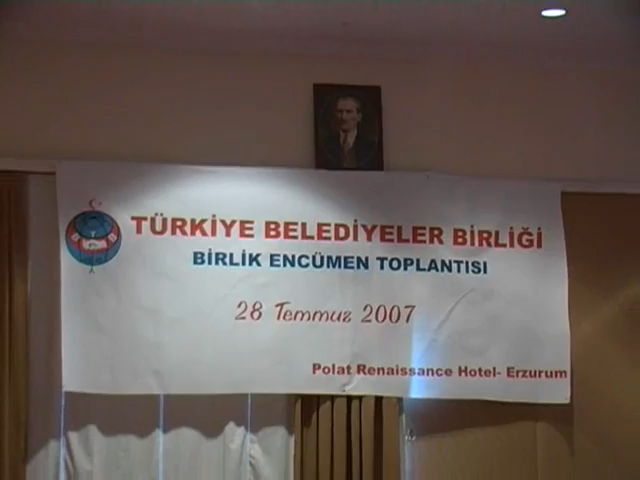 TÜRKİYE BELEDİYELER BİRLİĞİ
BİRLİK ENCÜMEN TOPLANTISI
28 Temmuz 2007
Polat Renaissance Hotel- Erzurum